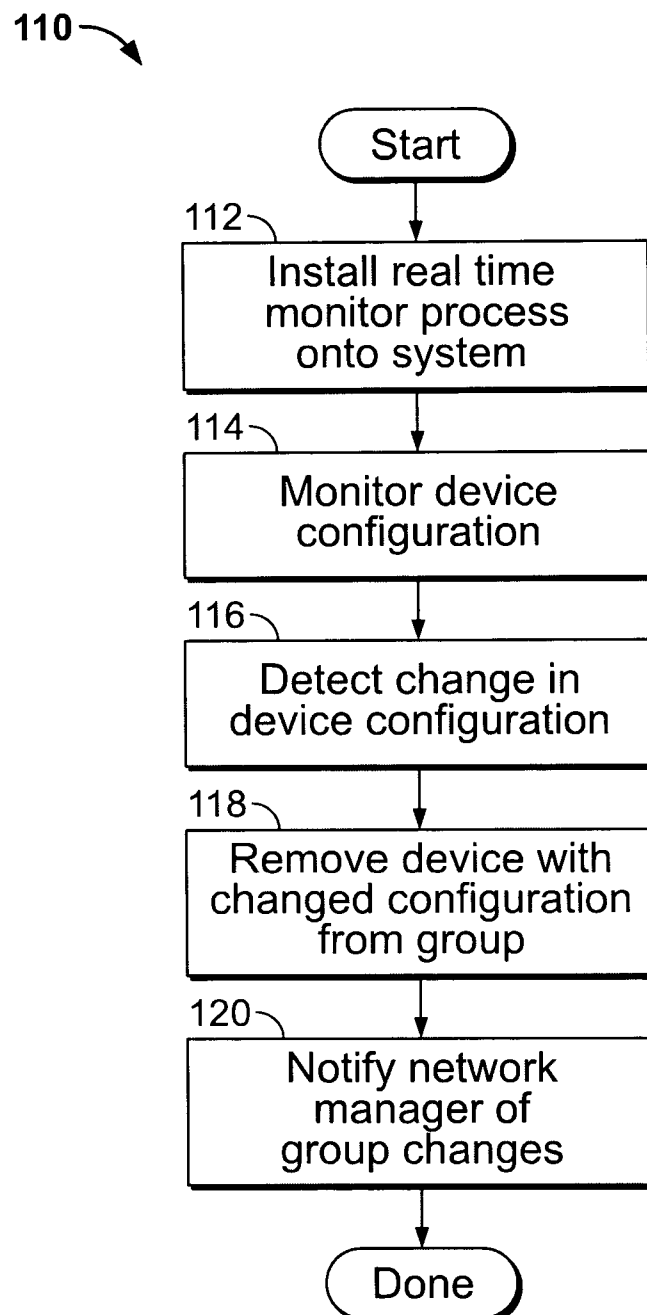 110
Start
112
Install real time
monitor process
onto system
114
Monitor device
configuration
116
Detect change in
device configuration
118
Remove device with
changed configuration
from group
120
Notify network
manager of
group changes
Done